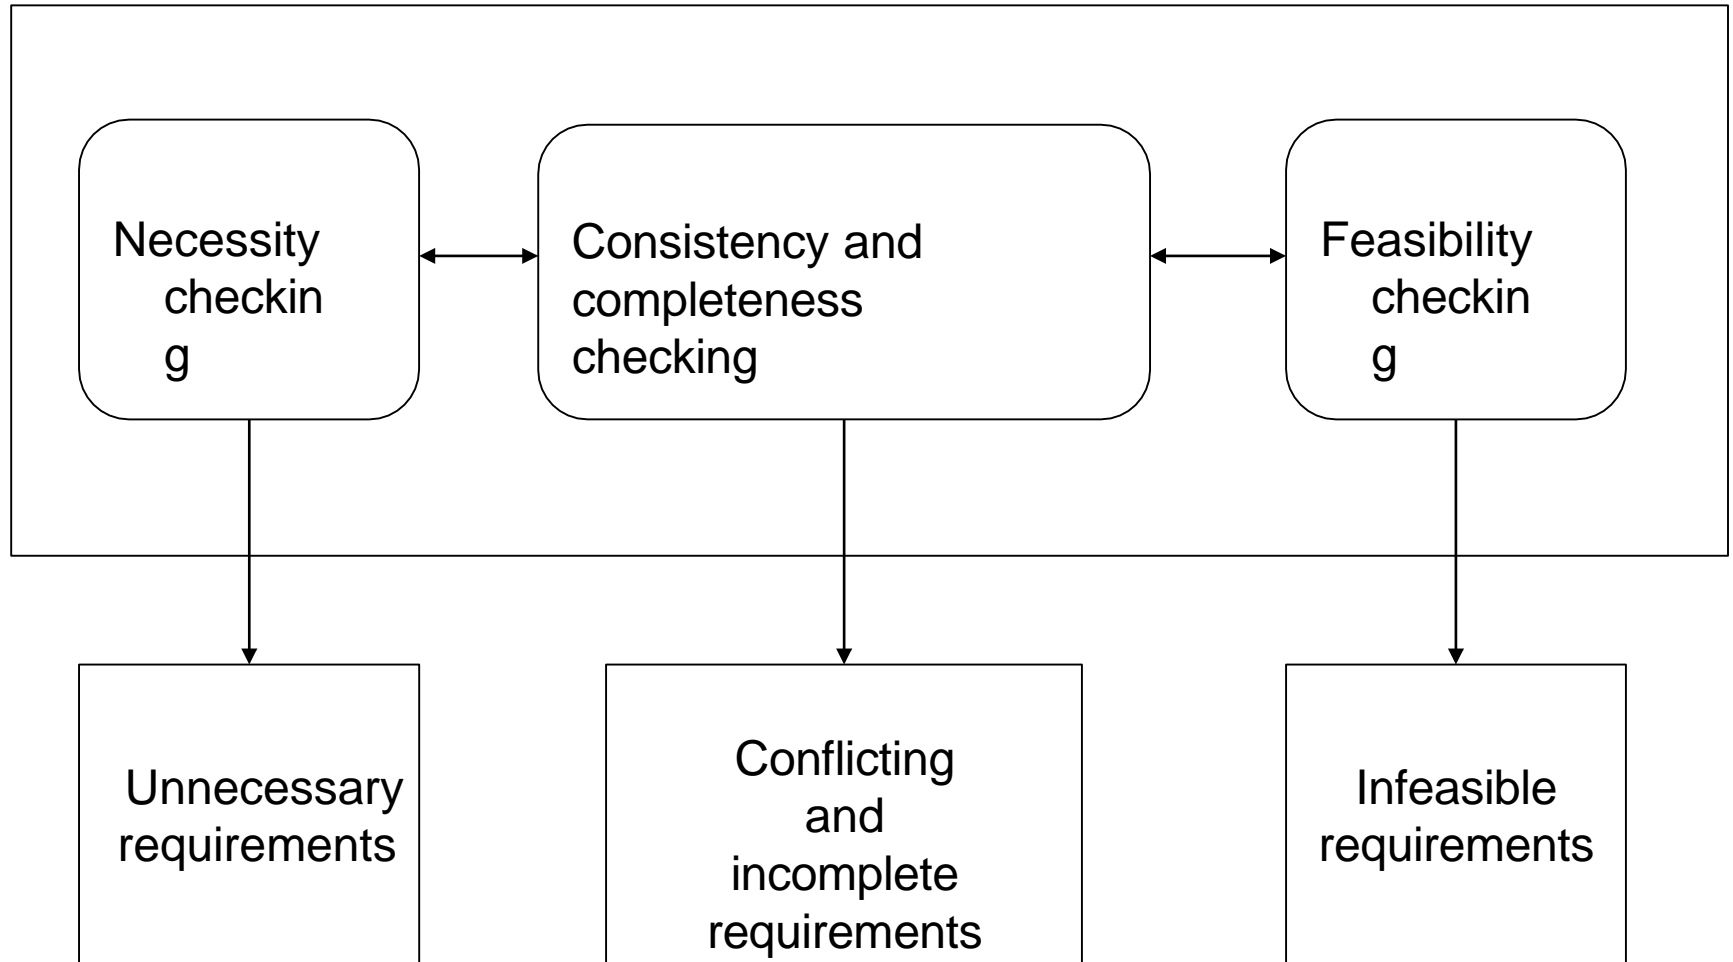 Necessity
checkin
g
Consistency and
completeness
checking
Feasibility
checkin
g
Unnecessary
requirements
Conflicting
and
incomplete
requirements
Infeasible
requirements